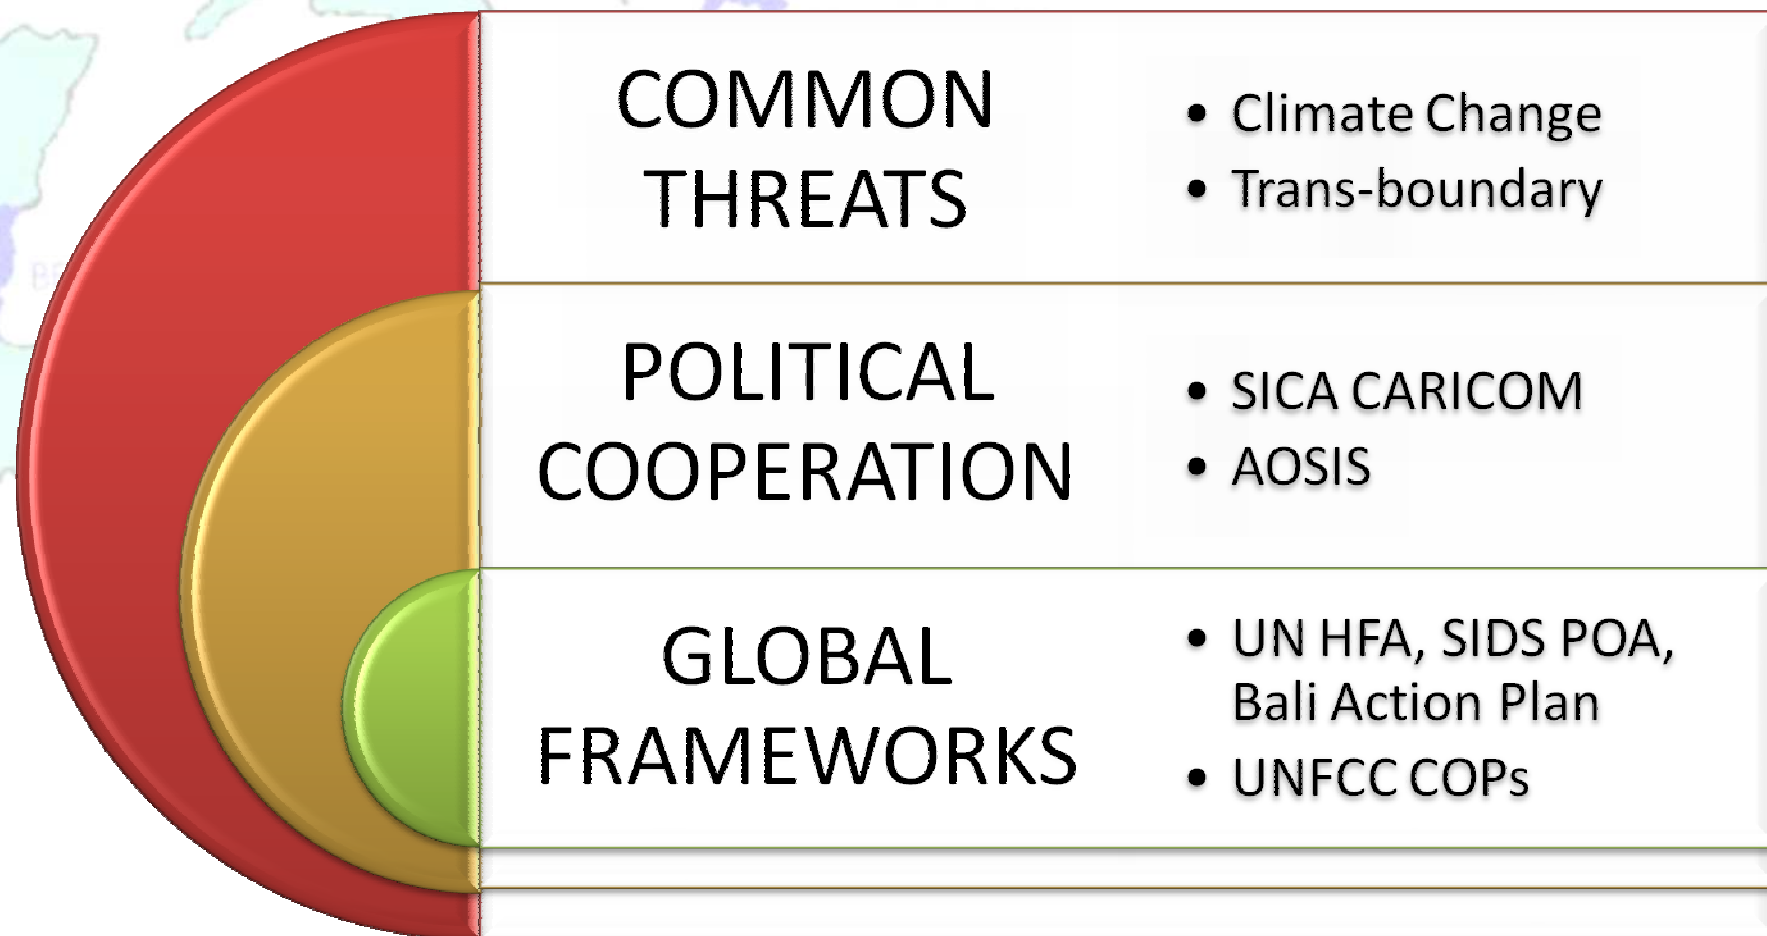 COMMON
THREATS
• Climate Change
• Trans-boundary
POLITICAL
COOPERATION
• SICA CARICOM
• AOSIS
GLOBAL
FRAMEWORKS
• UN HFA, SIDS POA,
Bali Action Plan
• UNFCC COPs